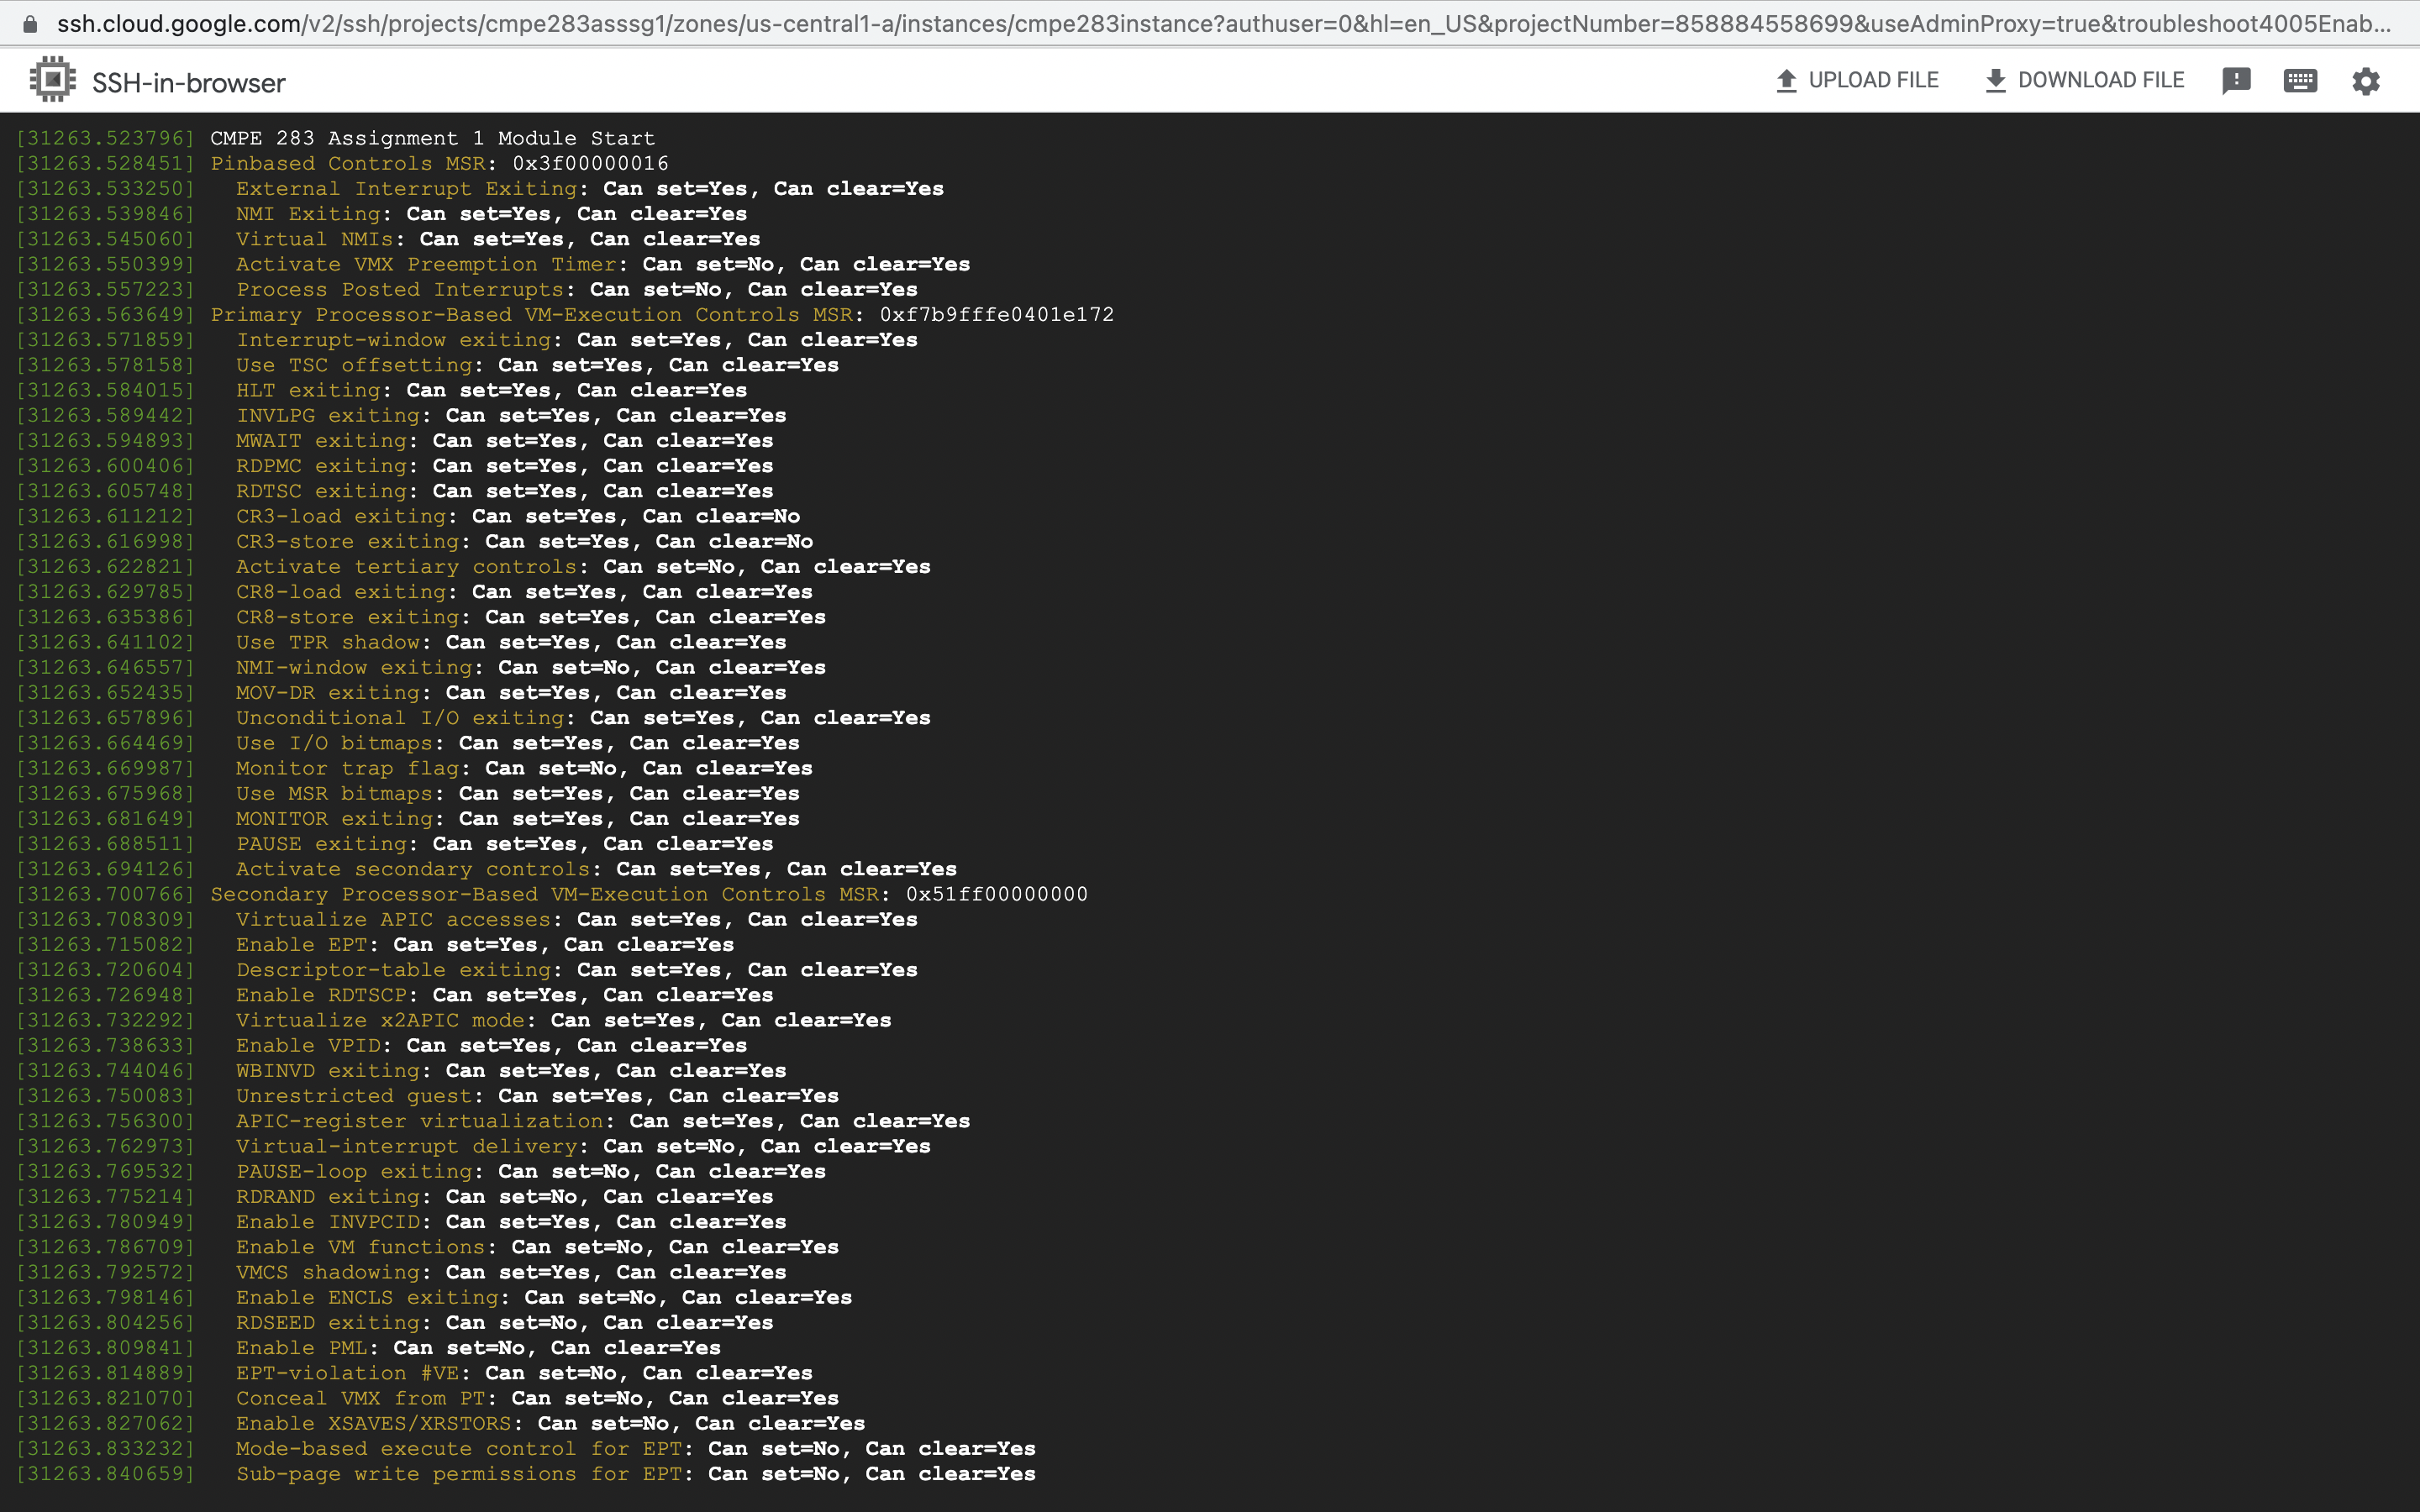 ssh.cloud.google.com/v2/ssh/projects/cmpe283asssg1/zones/us-central1-a/instances/cmpe283instance?authuser=0&hl=en_US&projectNumber=858884558699&useAdminProxy=true&troubleshoot4005Enab...
SSH-in-browser UPLOAD FILE DOWNLOAD FILE
[31263.523796] CMPE 283 Assignment 1 Module Start
[31263.528451] Pinbased Controls MSR: 0x3f00000016
[31263.533250]   External Interrupt Exiting: Can set=Yes, Can clear=Yes
[31263.539846]   NMI Exiting: Can set=Yes, Can clear=Yes
[31263.545060]   Virtual NMIs: Can set=Yes, Can clear=Yes
[31263.550399]   Activate VMX Preemption Timer: Can set=No, Can clear=Yes
[31263.557223]   Process Posted Interrupts: Can set=No, Can clear=Yes
[31263.563649] Primary Processor-Based VM-Execution Controls MSR: 0xf7b9fffe0401e172
[31263.571859]   Interrupt-window exiting: Can set=Yes, Can clear=Yes
[31263.578158]   Use TSC offsetting: Can set=Yes, Can clear=Yes
[31263.584015]   HLT exiting: Can set=Yes, Can clear=Yes
[31263.589442]   INVLPG exiting: Can set=Yes, Can clear=Yes
[31263.594893]   MWAIT exiting: Can set=Yes, Can clear=Yes
[31263.600406]   RDPMC exiting: Can set=Yes, Can clear=Yes
[31263.605748]   RDTSC exiting: Can set=Yes, Can clear=Yes
[31263.611212]   CR3-load exiting: Can set=Yes, Can clear=No
[31263.616998]   CR3-store exiting: Can set=Yes, Can clear=No
[31263.622821]   Activate tertiary controls: Can set=No, Can clear=Yes
[31263.629785]   CR8-load exiting: Can set=Yes, Can clear=Yes
[31263.635386]   CR8-store exiting: Can set=Yes, Can clear=Yes
[31263.641102]   Use TPR shadow: Can set=Yes, Can clear=Yes
[31263.646557]   NMI-window exiting: Can set=No, Can clear=Yes
[31263.652435]   MOV-DR exiting: Can set=Yes, Can clear=Yes
[31263.657896]   Unconditional I/O exiting: Can set=Yes, Can clear=Yes
[31263.664469]   Use I/O bitmaps: Can set=Yes, Can clear=Yes
[31263.669987]   Monitor trap flag: Can set=No, Can clear=Yes
[31263.675968]   Use MSR bitmaps: Can set=Yes, Can clear=Yes
[31263.681649]   MONITOR exiting: Can set=Yes, Can clear=Yes
[31263.688511]   PAUSE exiting: Can set=Yes, Can clear=Yes
[31263.694126]   Activate secondary controls: Can set=Yes, Can clear=Yes
[31263.700766] Secondary Processor-Based VM-Execution Controls MSR: 0x51ff00000000
[31263.708309]   Virtualize APIC accesses: Can set=Yes, Can clear=Yes
[31263.715082]   Enable EPT: Can set=Yes, Can clear=Yes
[31263.720604]   Descriptor-table exiting: Can set=Yes, Can clear=Yes
[31263.726948]   Enable RDTSCP: Can set=Yes, Can clear=Yes
[31263.732292]   Virtualize x2APIC mode: Can set=Yes, Can clear=Yes
[31263.738633]   Enable VPID: Can set=Yes, Can clear=Yes
[31263.744046]   WBINVD exiting: Can set=Yes, Can clear=Yes
[31263.750083]   Unrestricted guest: Can set=Yes, Can clear=Yes
[31263.756300]   APIC-register virtualization: Can set=Yes, Can clear=Yes
[31263.762973]   Virtual-interrupt delivery: Can set=No, Can clear=Yes
[31263.769532]   PAUSE-loop exiting: Can set=No, Can clear=Yes
[31263.775214]   RDRAND exiting: Can set=No, Can clear=Yes
[31263.780949]   Enable INVPCID: Can set=Yes, Can clear=Yes
[31263.786709]   Enable VM functions: Can set=No, Can clear=Yes
[31263.792572]   VMCS shadowing: Can set=Yes, Can clear=Yes
[31263.798146]   Enable ENCLS exiting: Can set=No, Can clear=Yes
[31263.804256]   RDSEED exiting: Can set=No, Can clear=Yes
[31263.809841]   Enable PML: Can set=No, Can clear=Yes
[31263.814889]   EPT-violation #VE: Can set=No, Can clear=Yes
[31263.821070]   Conceal VMX from PT: Can set=No, Can clear=Yes
[31263.827062]   Enable XSAVES/XRSTORS: Can set=No, Can clear=Yes
[31263.833232]   Mode-based execute control for EPT: Can set=No, Can clear=Yes
[31263.840659]   Sub-page write permissions for EPT: Can set=No, Can clear=Yes